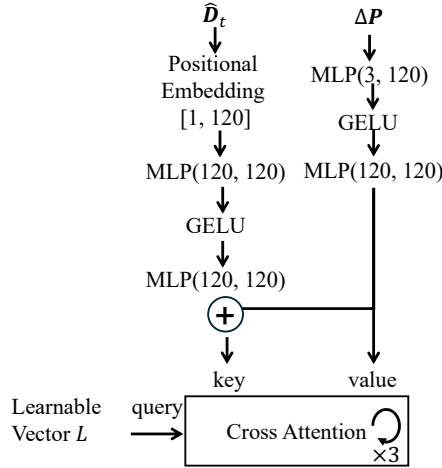 D̂ₜ
Positional
Embedding
[1, 120]
MLP(120, 120)
GELU
MLP(120, 120)
+
ΔP
MLP(3, 120)
GELU
MLP(120, 120)
key
value
Learnable
Vector L
query
Cross Attention
×3